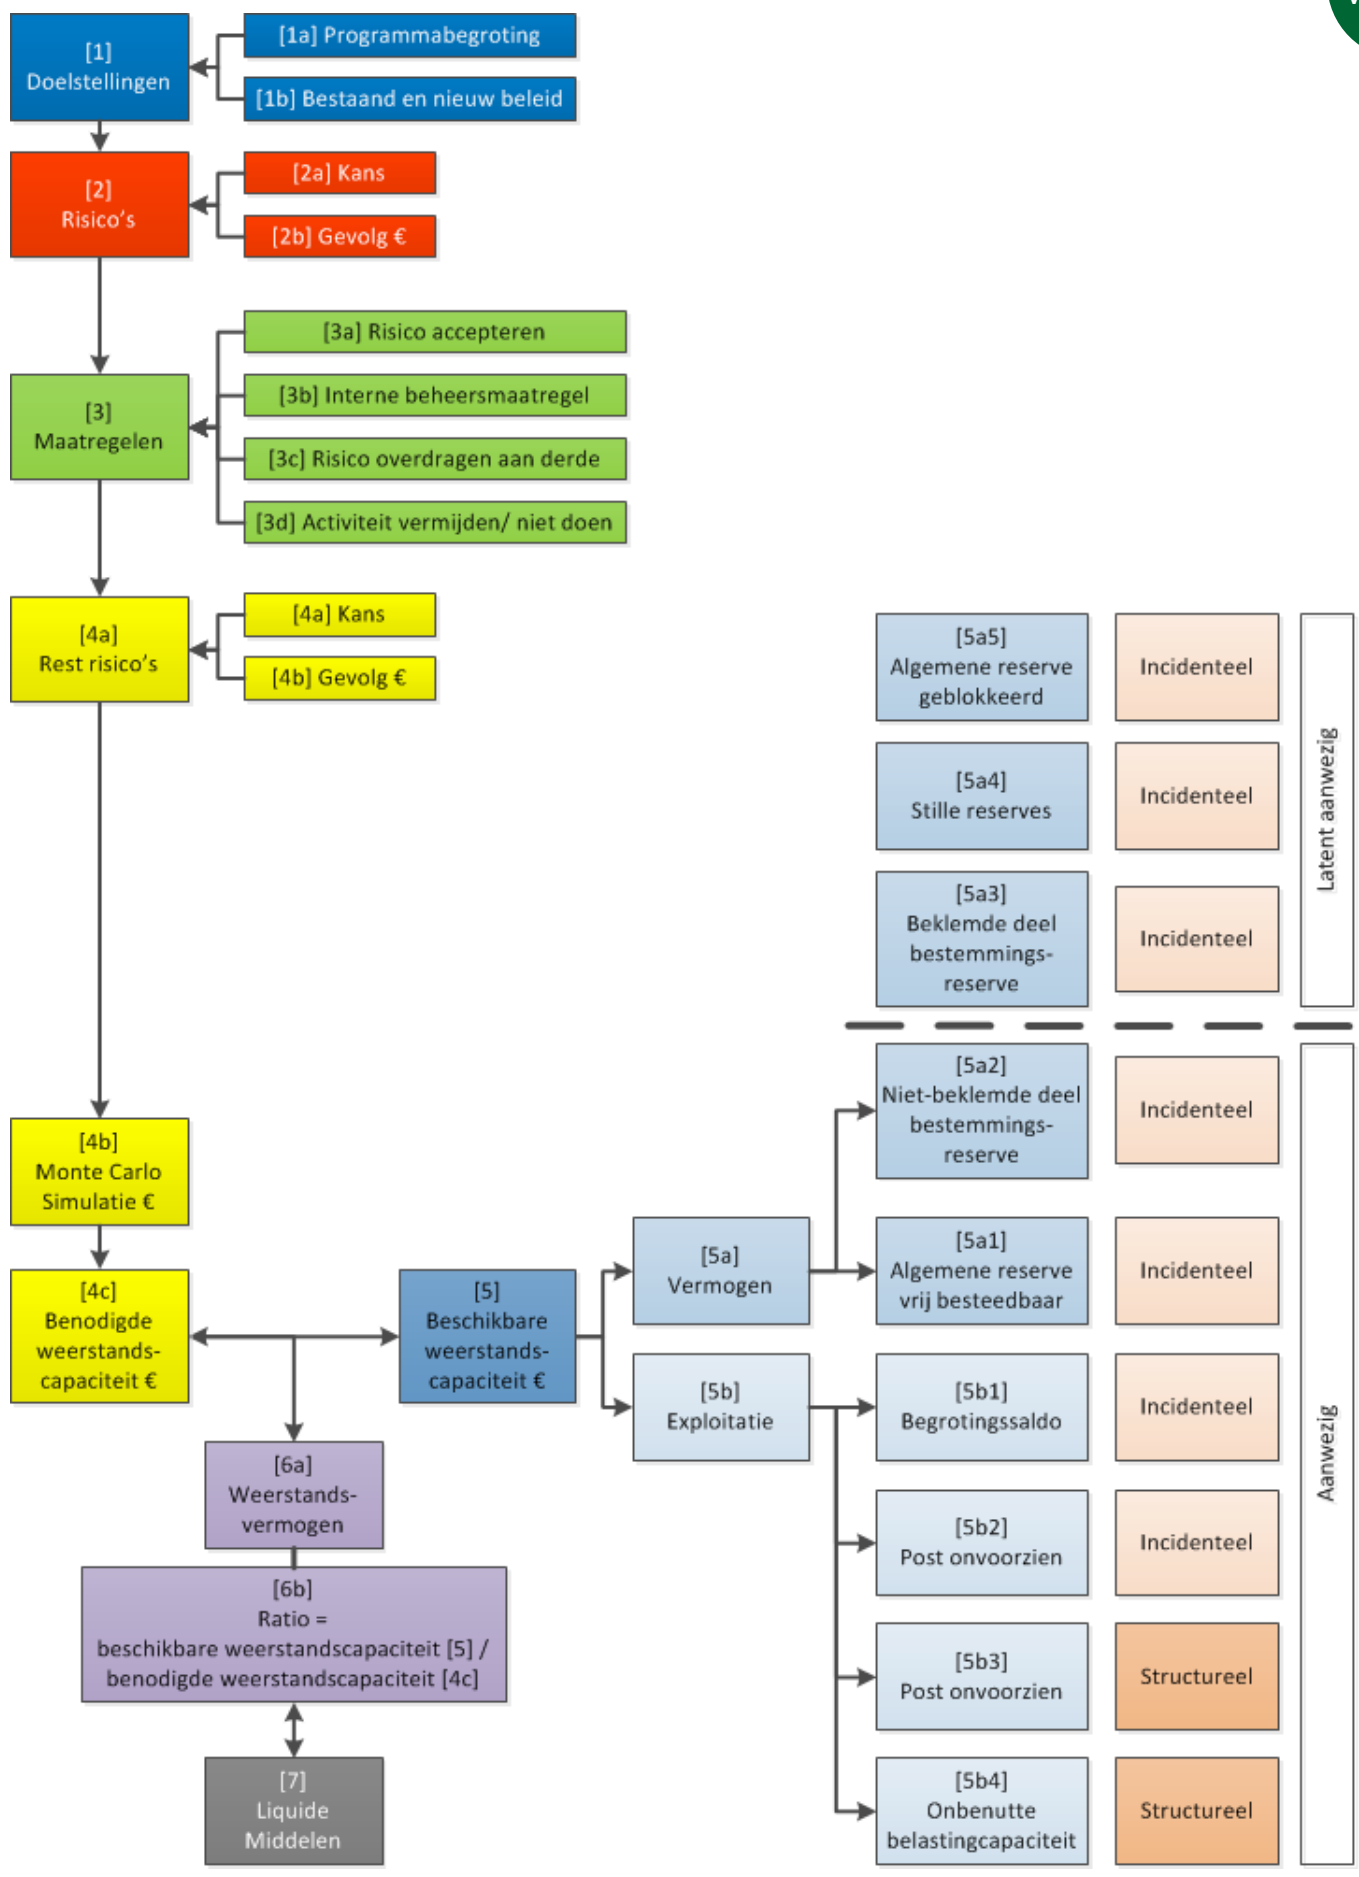 [1]
Doelstellingen
[1a] Programmabegroting
[1b] Bestaand en nieuw beleid
[2]
Risico's
[2a] Kans
[2b] Gevolg €
[3]
Maatregelen
[3a] Risico accepteren
[3b] Interne beheersmaatregel
[3c] Risico overdragen aan derde
[3d] Activiteit vermijden/ niet doen
[4a]
Rest risico's
[4a] Kans
[4b] Gevolg €
[4b]
Monte Carlo
Simulatie €
[4c]
Benodigde
weerstands-
capaciteit €
[5]
Beschikbare
weerstands-
capaciteit €
[5a]
Vermogen
[5b]
Exploitatie
[5a5]
Algemene reserve
geblokkeerd
Incidenteel
[5a4]
Stille reserves
Incidenteel
[5a3]
Beklemde deel
bestemmings-
reserve
Incidenteel
Latent aanwezig
[5a2]
Niet-beklemde deel
bestemmings-
reserve
Incidenteel
[5a1]
Algemene reserve
vrij besteedbaar
Incidenteel
[5b1]
Begrotingssaldo
Incidenteel
[5b2]
Post onvoorzien
Incidenteel
[5b3]
Post onvoorzien
Structureel
[5b4]
Onbenutte
belastingcapaciteit
Structureel
Aanwezig
[6a]
Weerstands-
vermogen
[6b]
Ratio =
beschikbare weerstandscapaciteit [5] /
benodigde weerstandscapaciteit [4c]
[7]
Liquide
Middelen